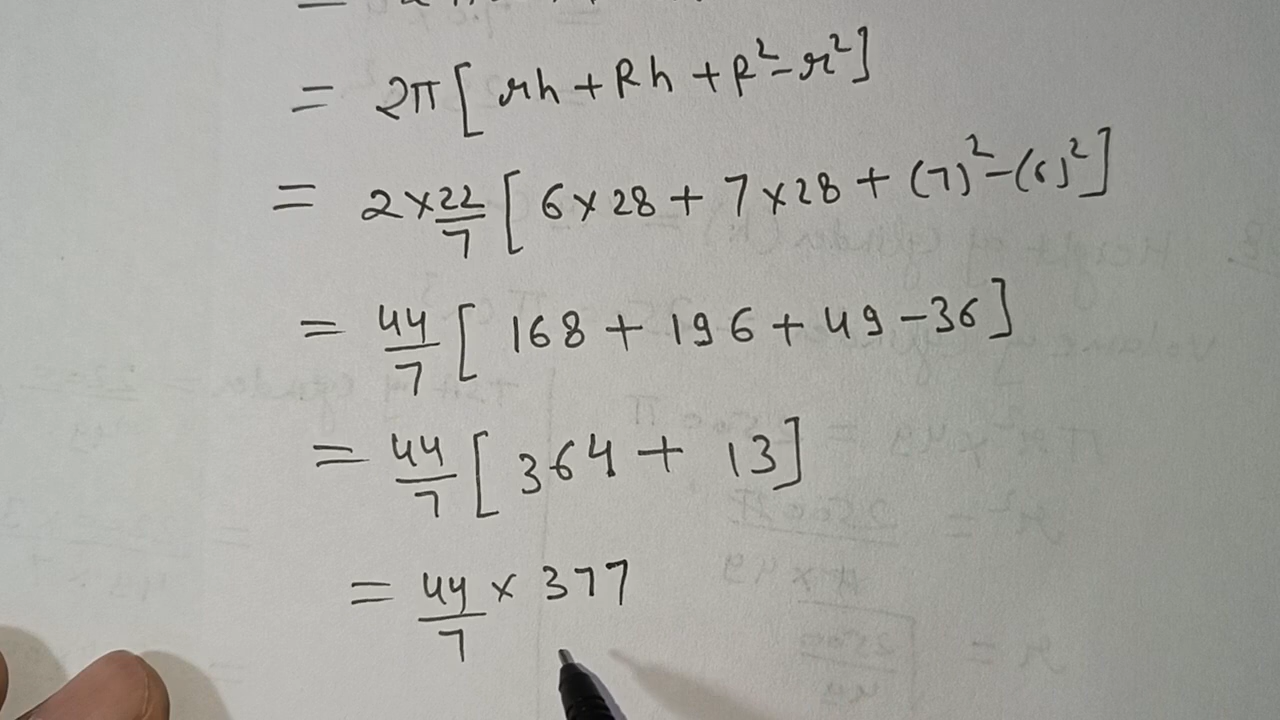 = 2π [ rh + Rh + R² - r² ]
= 2 × 22/7 [ 6 × 28 + 7 × 28 + (7)² - (6)² ]
= 44/7 [ 168 + 196 + 49 - 36 ]
= 44/7 [ 364 + 13 ]
= 44/7 × 377